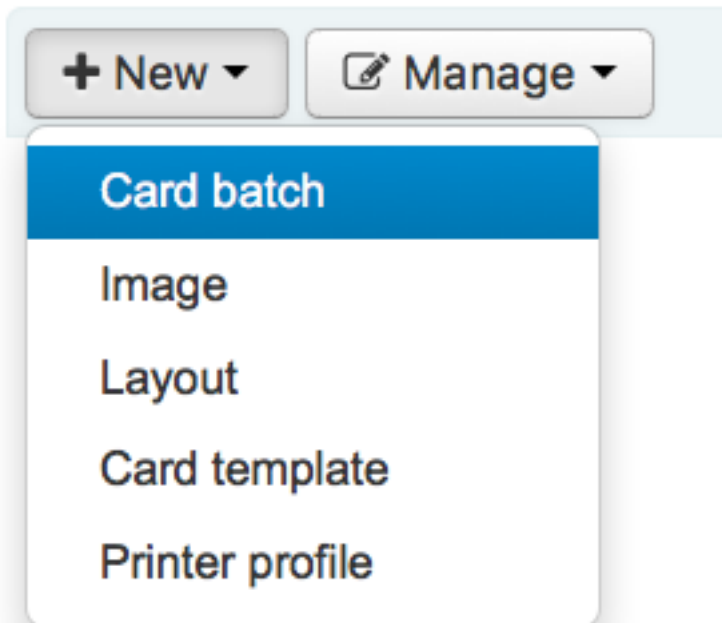 New Manage
Card batch
Image
Layout
Card template
Printer profile